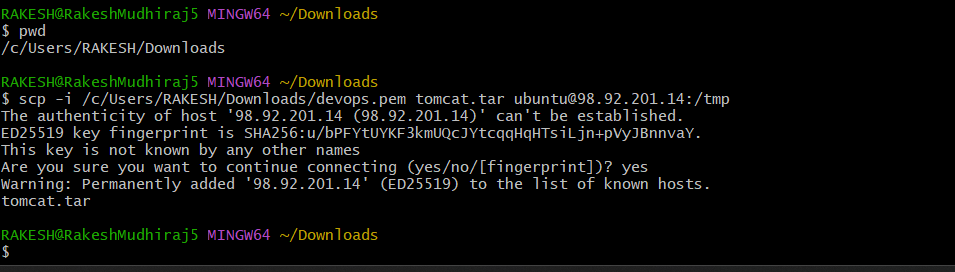 RAKESH@RakeshMudhiraj5 MINGW64 ~/Downloads
$ pwd
/c/Users/RAKESH/Downloads
RAKESH@RakeshMudhiraj5 MINGW64 ~/Downloads
$ scp -i /c/Users/RAKESH/Downloads/devops.pem tomcat.tar ubuntu@98.92.201.14:/tmp
The authenticity of host '98.92.201.14 (98.92.201.14)' can't be established.
ED25519 key fingerprint is SHA256:u/bPFYtUYKF3kmUQcJYtcqqHqHTsiLjn+pVyJBnnvaY.
This key is not known by any other names
Are you sure you want to continue connecting (yes/no/[fingerprint])? yes
Warning: Permanently added '98.92.201.14' (ED25519) to the list of known hosts.
tomcat.tar
RAKESH@RakeshMudhiraj5 MINGW64 ~/Downloads
$